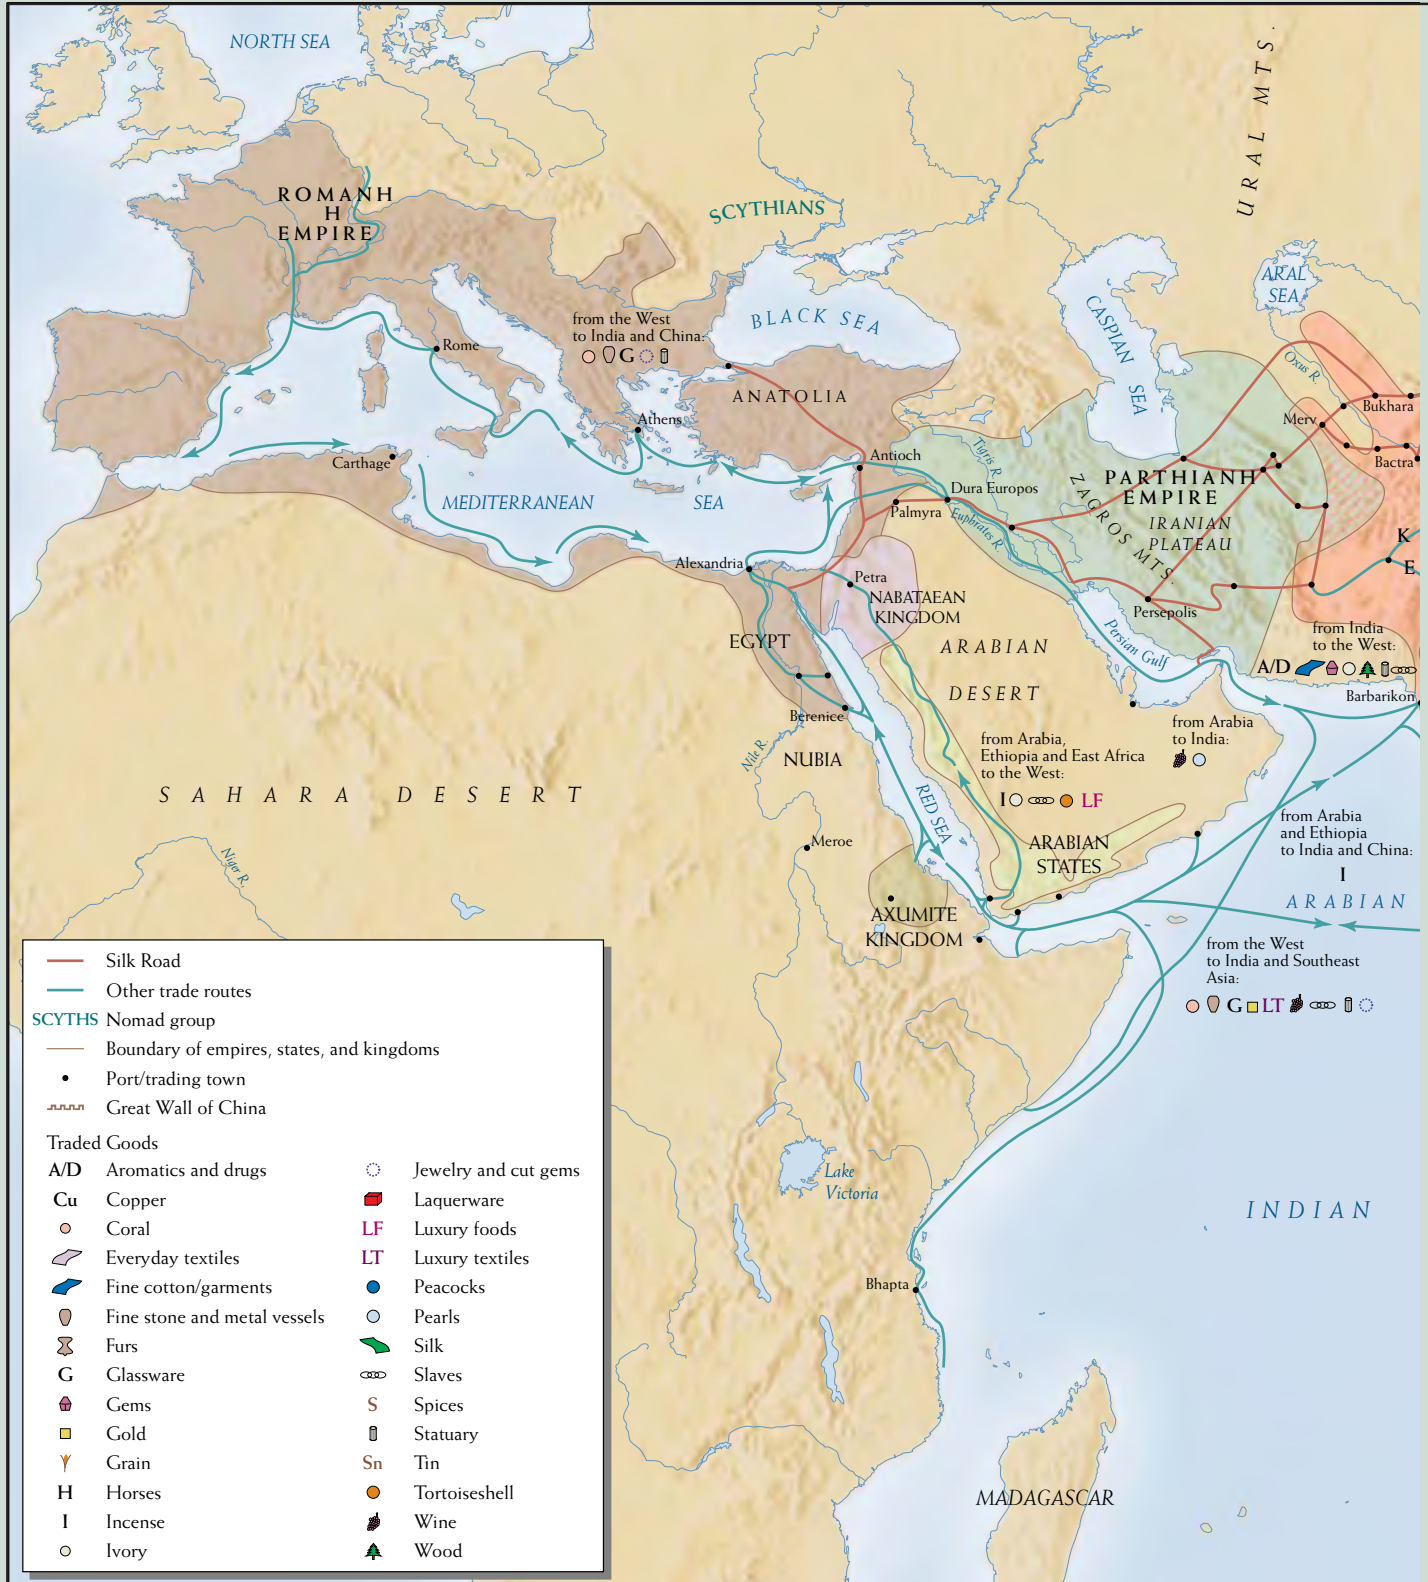 NORTH SEA
URAL MTS.
ROMANH
H
EMPIRE
SCYTHIANS
ARAL
SEA
CASPIAN SEA
BLACK SEA
from the West
to India and China:
G
Oxus R.
Rome
ANATOLIA
Bukhara
Merv
Athens
Carthage
Antioch
Tigris R.
Bactra
PARTHIANH
EMPIRE
MEDITERRANEAN SEA
Dura Europos
Palmyra
Euphrates R.
ZAGROS MTS.
IRANIAN
PLATEAU
K
E
Alexandria
Petra
NABATAEAN
KINGDOM
Persepolis
EGYPT
ARABIAN
DESERT
Persian Gulf
from India
to the West:
A/D
Barbarikon
Berenice
from Arabia
to India:
from Arabia,
Ethiopia and East Africa
to the West:
I LF
Nile R.
NUBIA
SAHARA DESERT
RED SEA
Niger R.
Meroe
ARABIAN
STATES
from Arabia
and Ethiopia
to India and China:
I
ARABIAN
AXUMITE
KINGDOM
from the West
to India and Southeast
Asia:
G LT
Lake
Victoria
INDIAN
Bhapta
MADAGASCAR
Silk Road
Other trade routes
SCYTHS Nomad group
Boundary of empires, states, and kingdoms
Port/trading town
Great Wall of China
Traded Goods
A/D Aromatics and drugs
Cu Copper
Coral
Everyday textiles
Fine cotton/garments
Fine stone and metal vessels
Furs
G Glassware
Gems
Gold
Grain
H Horses
I Incense
Ivory
Jewelry and cut gems
Laquerware
LF Luxury foods
LT Luxury textiles
Peacocks
Pearls
Silk
Slaves
S Spices
Statuary
Sn Tin
Tortoiseshell
Wine
Wood